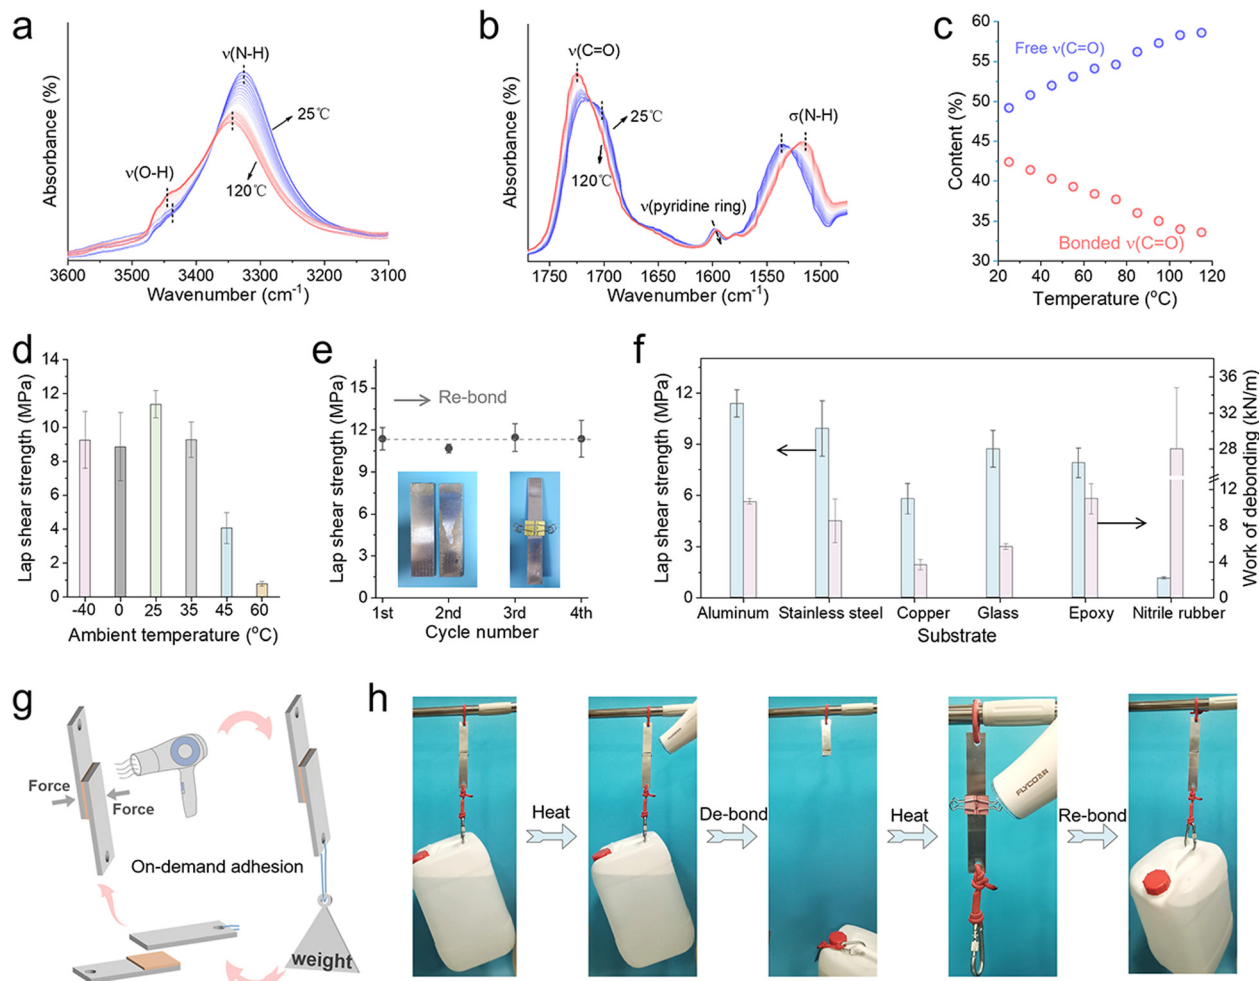 a
Absorbance (%)
ν(N-H)
ν(O-H)
25℃
120℃
3600 3500 3400 3300 3200 3100
Wavenumber (cm⁻¹)
b
Absorbance (%)
ν(C=O)
25℃
120℃
σ(N-H)
ν(pyridine ring)
1750 1700 1650 1600 1550 1500
Wavenumber (cm⁻¹)
c
Content (%)
60
55
50
45
40
35
30
Free ν(C=O)
Bonded ν(C=O)
20 40 60 80 100 120
Temperature (°C)
d
Lap shear strength (MPa)
14
12
10
8
6
4
2
0
-40 0 25 35 45 60
Ambient temperature (°C)
e
Lap shear strength (MPa)
15
12
9
6
3
0
Re-bond
1st 2nd 3rd 4th
Cycle number
f
Lap shear strength (MPa)
12
9
6
3
0
Work of debonding (kN/m)
36
32
28
12
8
4
0
Aluminum Stainless steel Copper Glass Epoxy Nitrile rubber
Substrate
g
Force
Force
On-demand adhesion
weight
h
Heat
De-bond
Heat
FLYCO
Re-bond